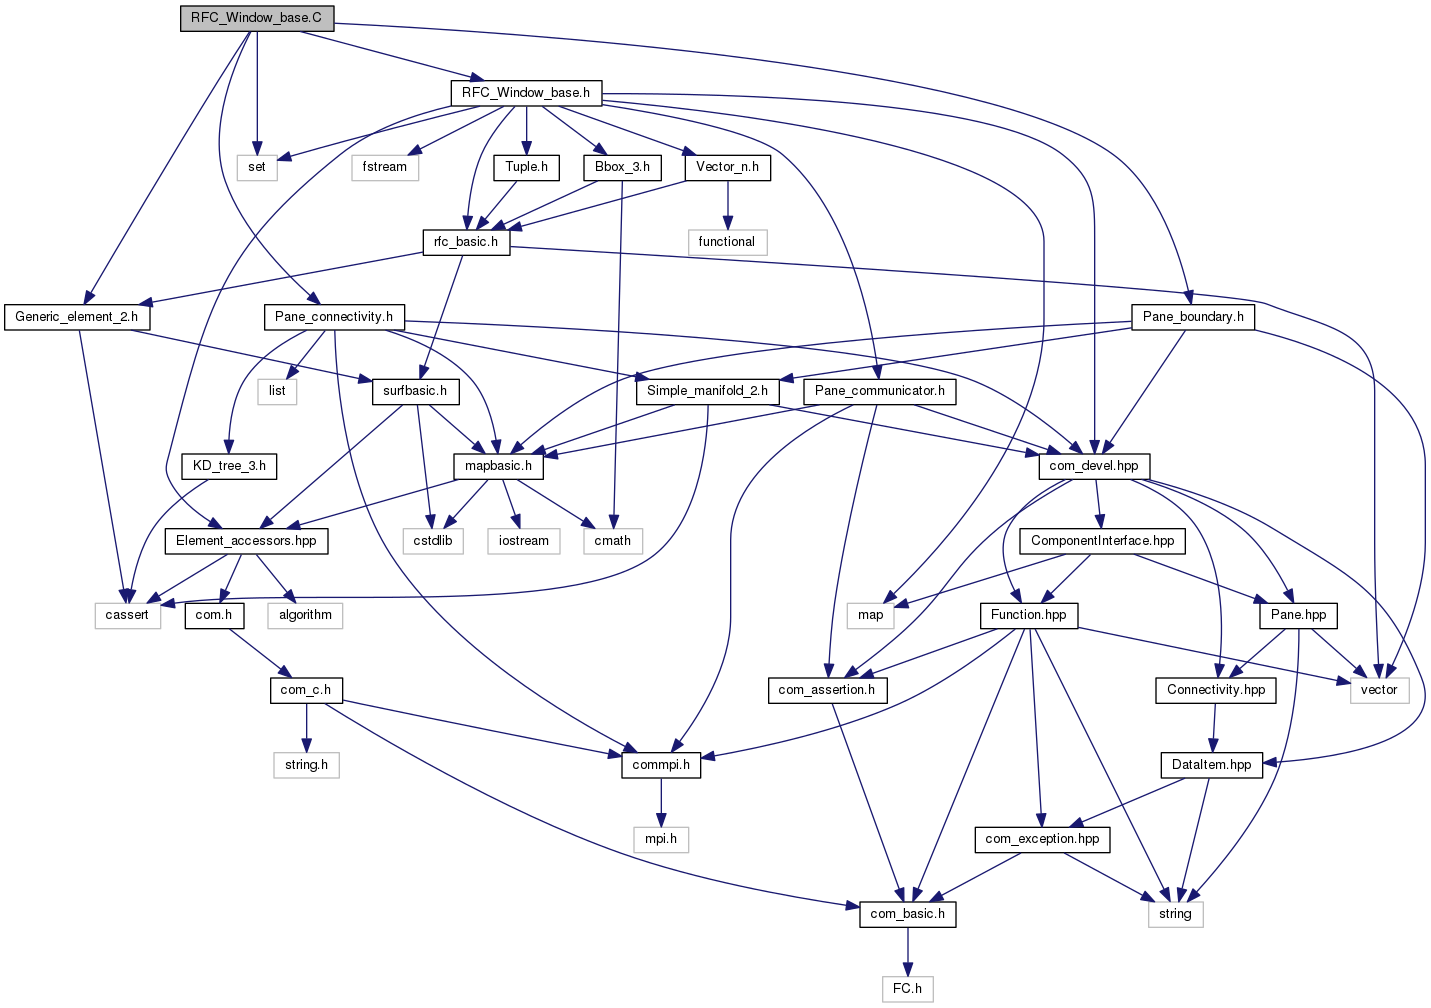 RFC_Window_base.C
RFC_Window_base.h
set
fstream
Tuple.h
Bbox_3.h
Vector_n.h
rfc_basic.h
functional
Generic_element_2.h
Pane_connectivity.h
Pane_boundary.h
list
surfbasic.h
Simple_manifold_2.h
Pane_communicator.h
KD_tree_3.h
mapbasic.h
com_devel.hpp
Element_accessors.hpp
cstdlib
iostream
cmath
ComponentInterface.hpp
cassert
com.h
algorithm
map
Function.hpp
Pane.hpp
com_c.h
com_assertion.h
Connectivity.hpp
vector
string.h
commpi.h
DataItem.hpp
mpi.h
com_exception.hpp
com_basic.h
string
FC.h